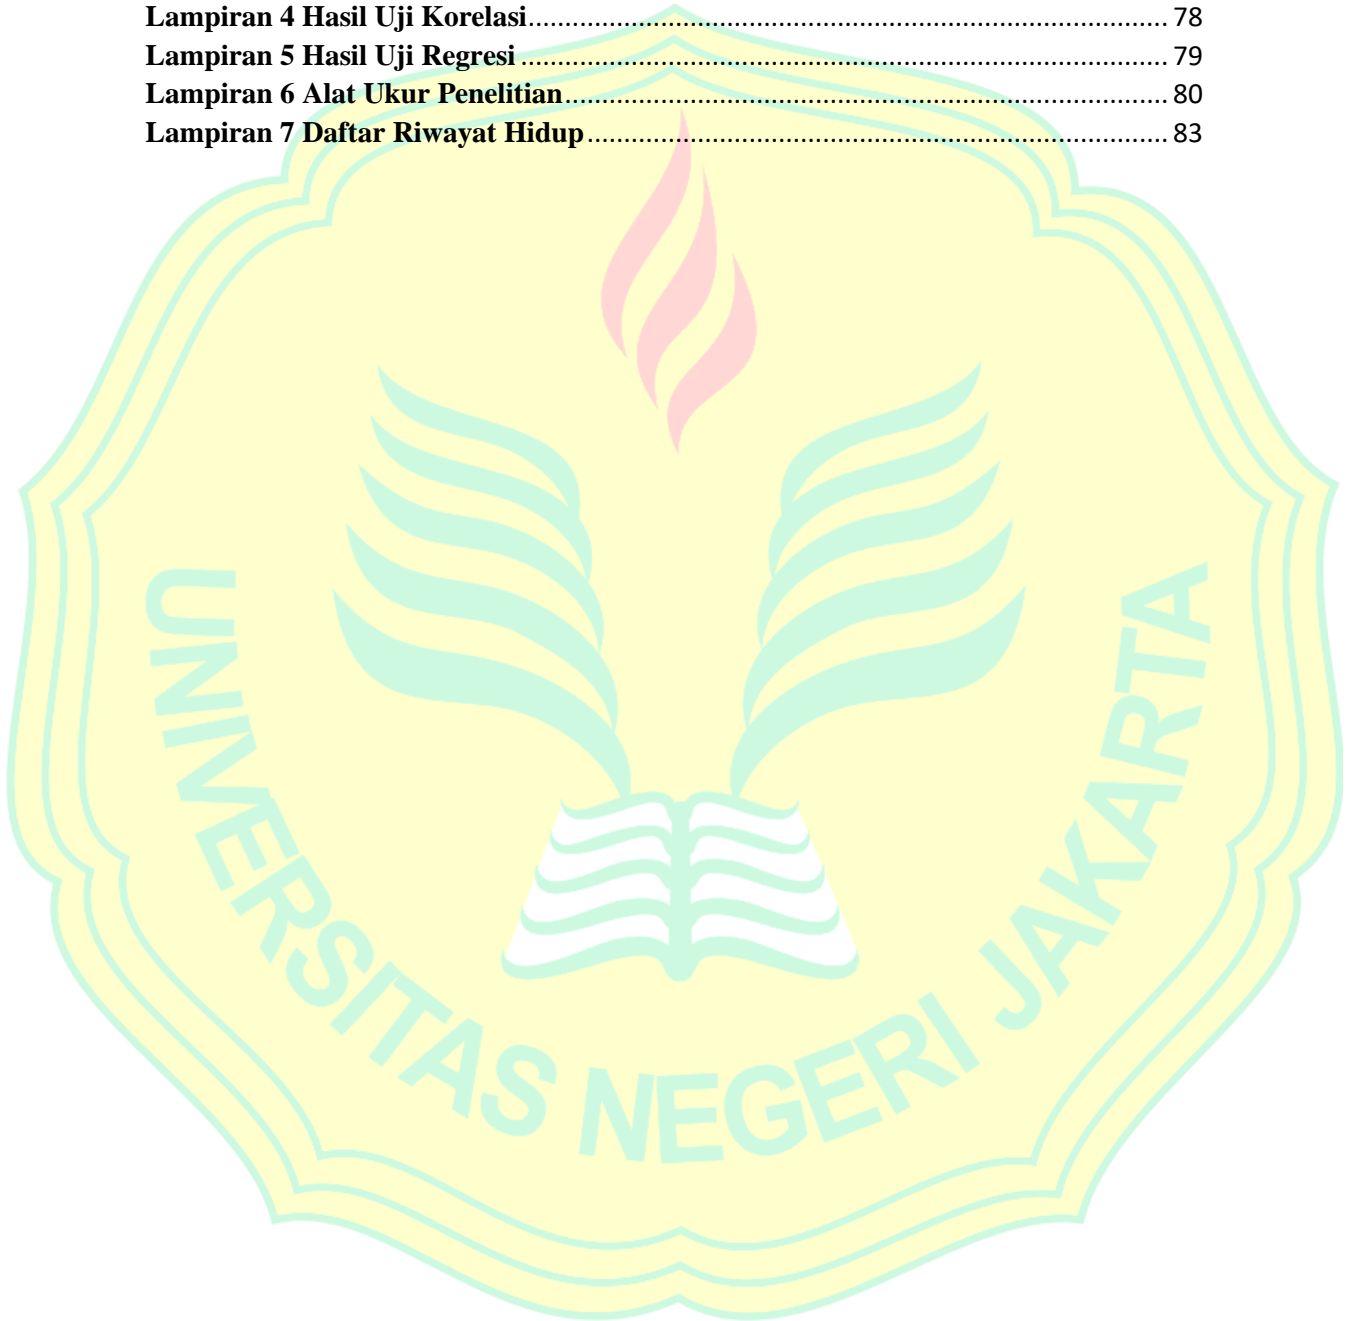 Lampiran 4 Hasil Uji Korelasi........................................................................................ 78
Lampiran 5 Hasil Uji Regresi......................................................................................... 79
Lampiran 6 Alat Ukur Penelitian................................................................................... 80
Lampiran 7 Daftar Riwayat Hidup................................................................................ 83
UNIVERSITAS NEGERI JAKARTA